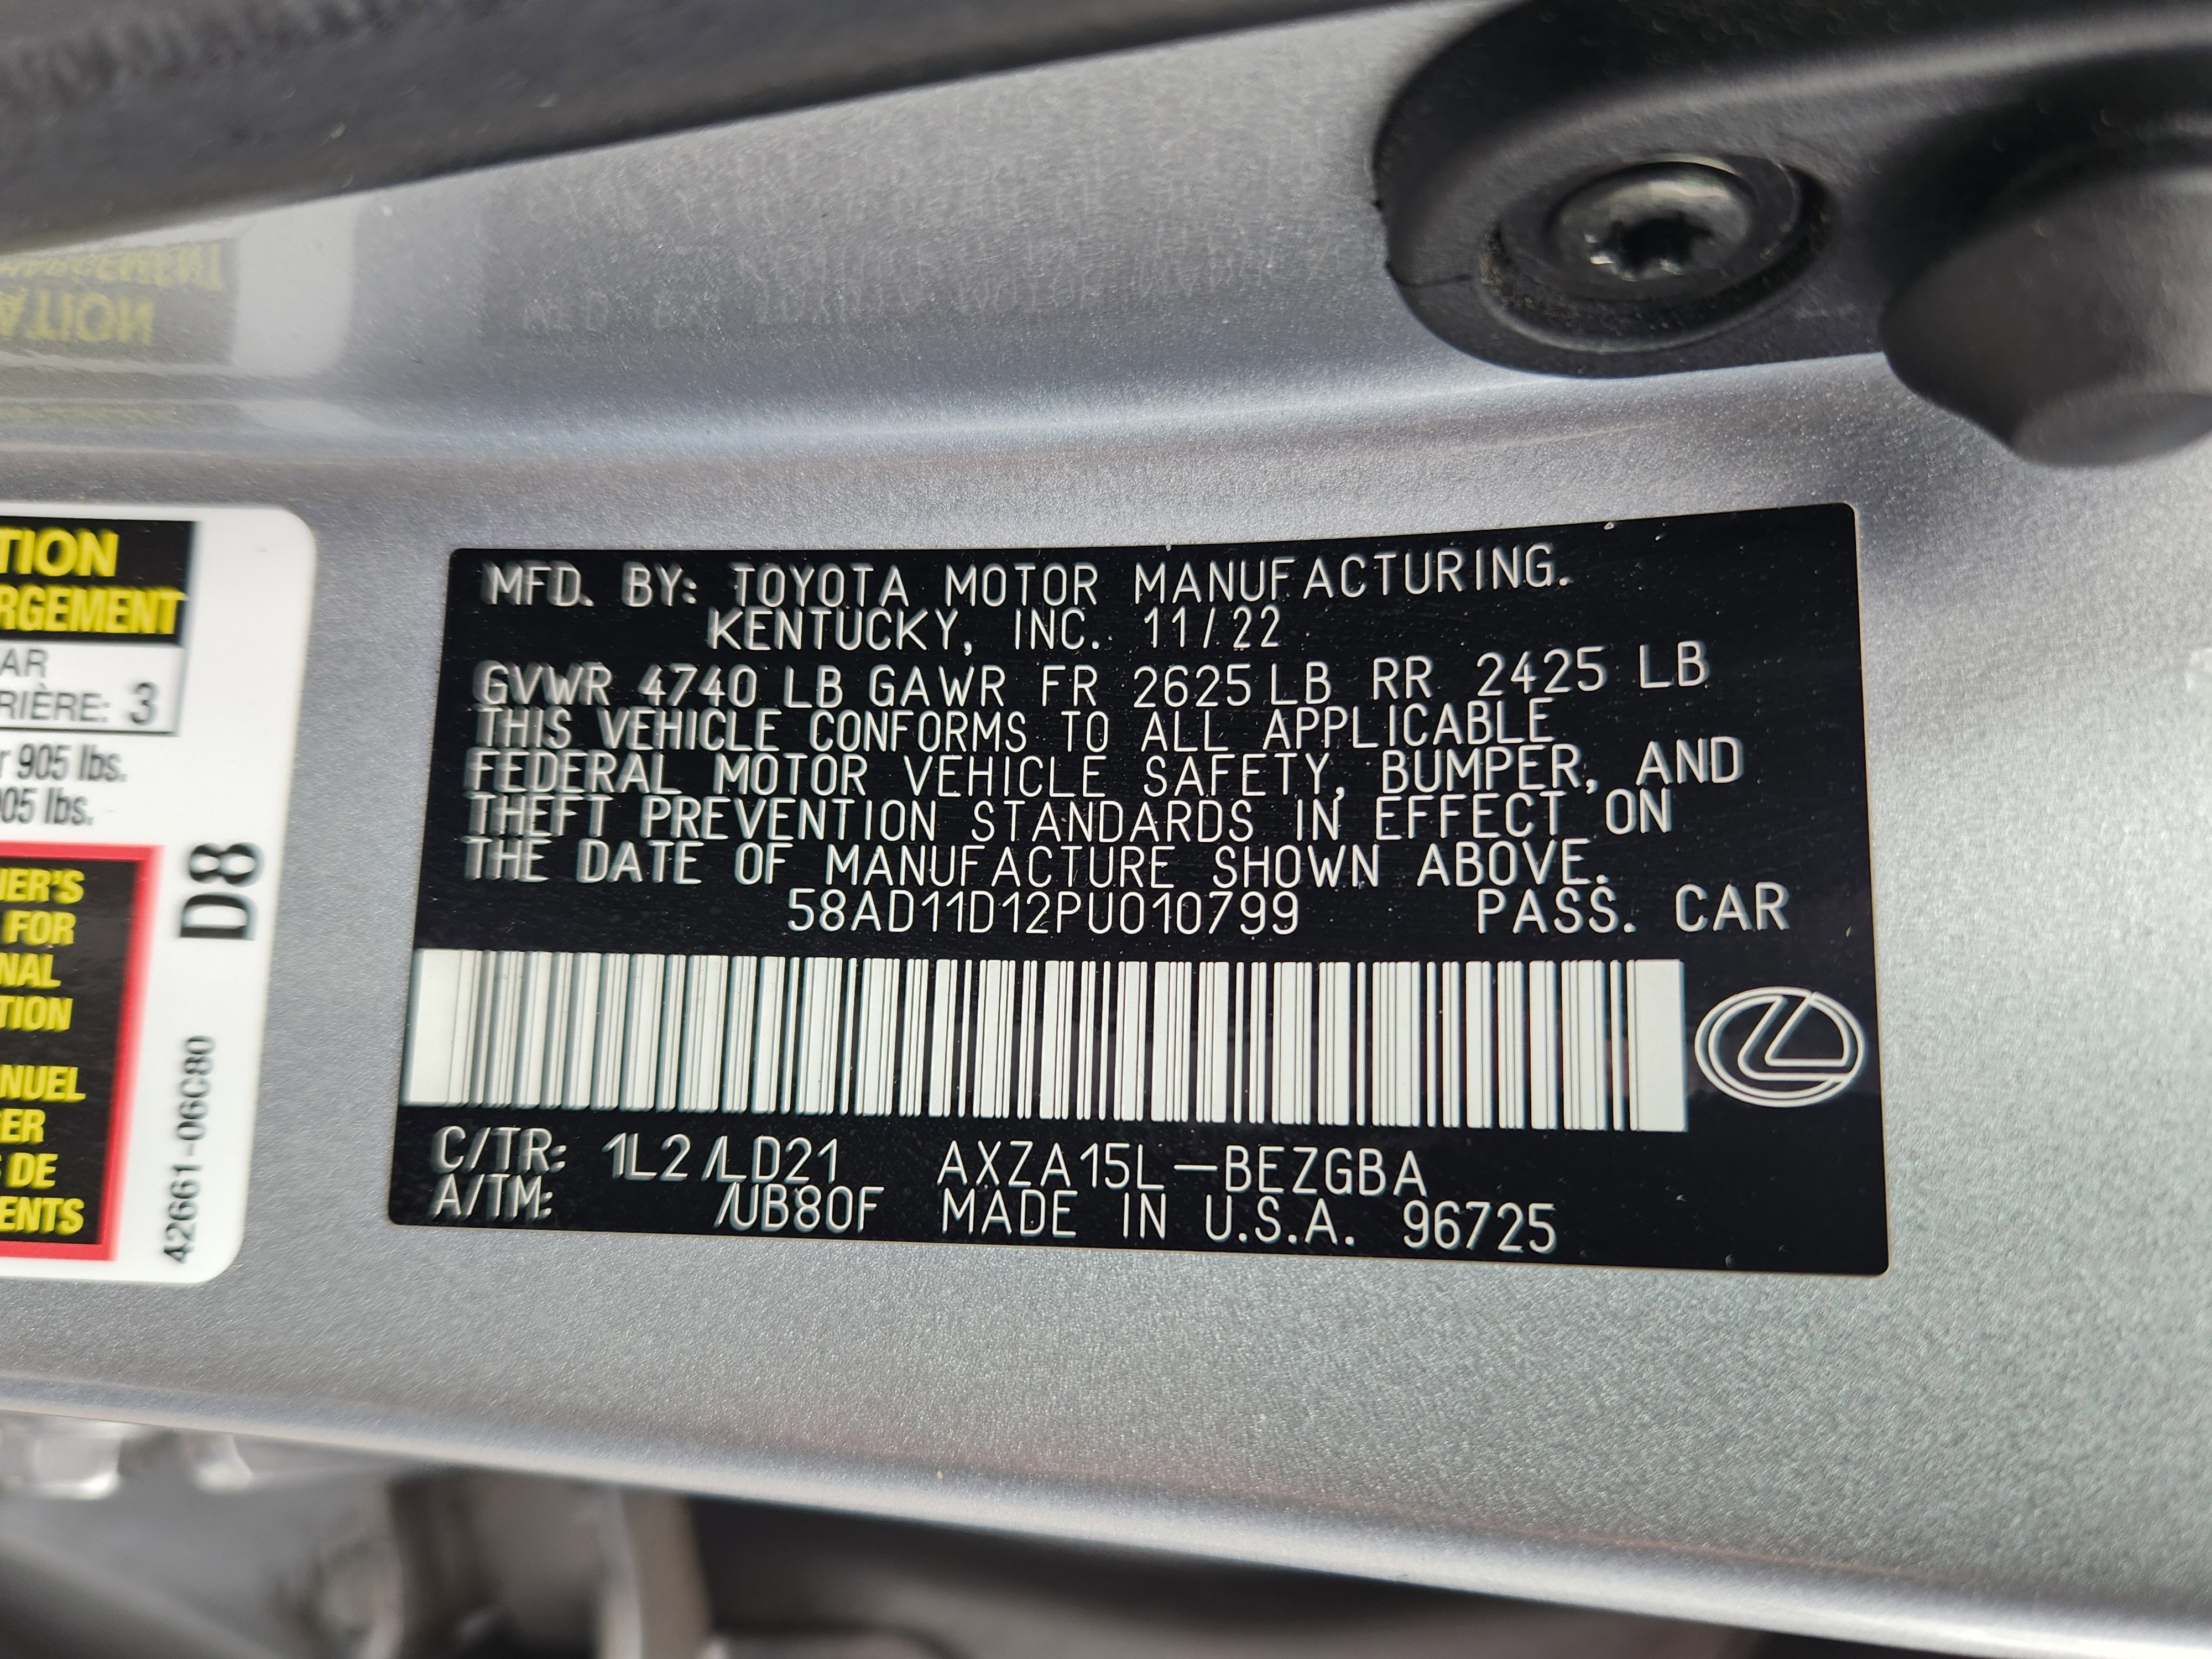 TION
RGEMENT
AR
RIÈRE: 3
r 905 lbs.
905 lbs.
IER'S
FOR
NAL
TION
NUEL
GER
S DE
ENTS
D8
42661-06C80
MFD. BY: TOYOTA MOTOR MANUFACTURING.
KENTUCKY, INC. 11/22
GVWR 4740 LB GAWR FR 2625 LB RR 2425 LB
THIS VEHICLE CONFORMS TO ALL APPLICABLE
FEDERAL MOTOR VEHICLE SAFETY, BUMPER, AND
THEFT PREVENTION STANDARDS IN EFFECT ON
THE DATE OF MANUFACTURE SHOWN ABOVE.
58AD11D12PU010799 PASS. CAR
C/TR: 1L2 /LD21 AXZA15L-BEZGBA
A/TM: /UB80F MADE IN U.S.A. 96725